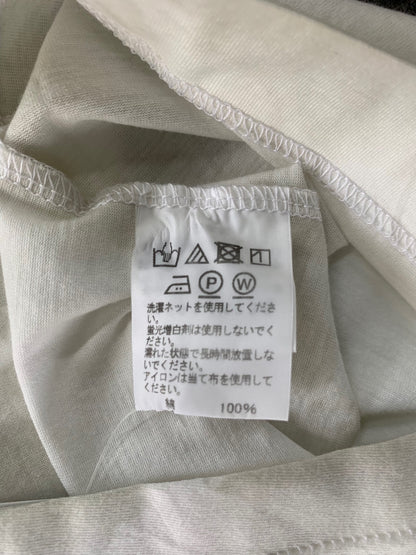 P W
洗濯ネットを使用してくださ
い。
蛍光増白剤は使用しないでく
ださい。
濡れた状態で長時間放置しな
いでください。
アイロンは当て布を使用して
ください。
綿 100%